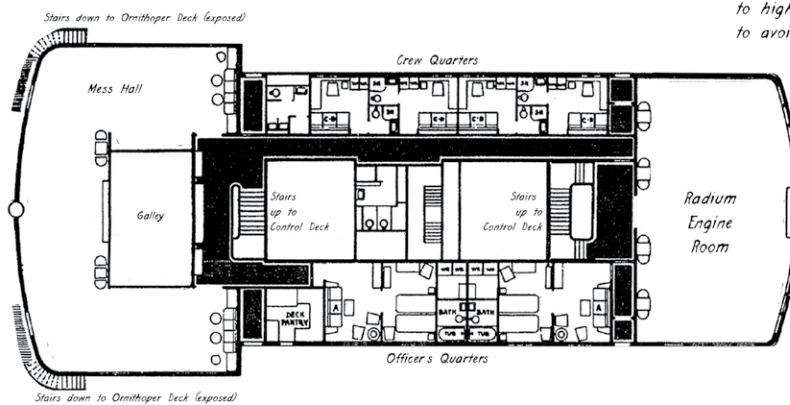 to high
to avoi
Stairs down to Ornithoper Deck (exposed)
Mess Hall
Crew Quarters
C-D
C-D
C-D
C-D
Galley
Stairs
up to
Control Deck
Stairs
up to
Control Deck
Radium
Engine
Room
DECK
PANTRY
A
BATH
BATH
TUB
TUB
A
Officer's Quarters
Stairs down to Ornithoper Deck (exposed)